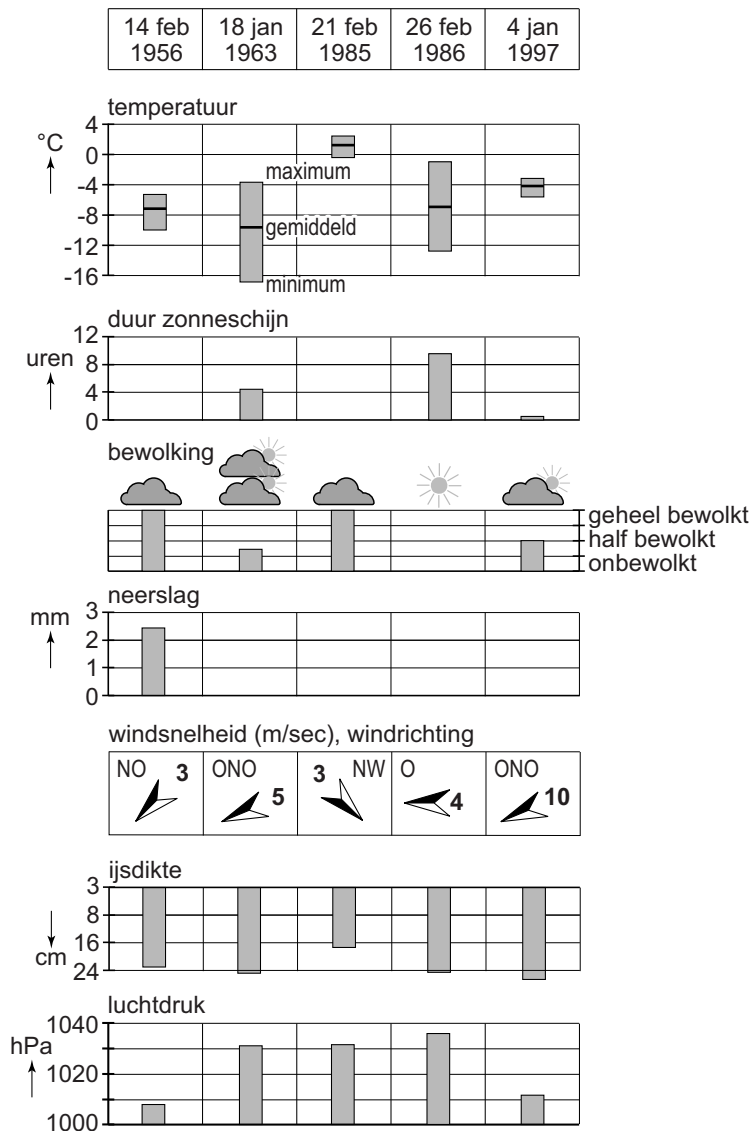 14 feb 18 jan 21 feb 26 feb 4 jan
1956 1963 1985 1986 1997
temperatuur
°C
4
0
-4
-8
-12
-16
maximum
gemiddeld
minimum
duur zonneschijn
uren
12
8
4
0
bewolking
geheel bewolkt
half bewolkt
onbewolkt
neerslag
mm
3
2
1
0
windsnelheid (m/sec), windrichting
NO 3 ONO 5 3 NW O 4 ONO 10
ijsdikte
3
8
16
24
cm
luchtdruk
hPa
1040
1020
1000